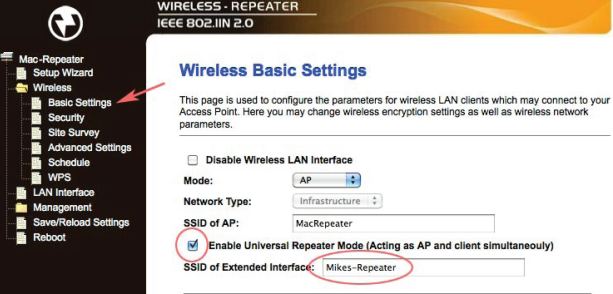 WIRELESS - REPEATER
IEEE 802.11N 2.0
Mac-Repeater
Setup Wizard
Wireless
Basic Settings
Security
Site Survey
Advanced Settings
Schedule
WPS
LAN Interface
Management
Save/Reload Settings
Reboot
Wireless Basic Settings
This page is used to configure the parameters for wireless LAN clients which may connect to your
Access Point. Here you may change wireless encryption settings as well as wireless network
parameters.
Disable Wireless LAN Interface
Mode: AP
Network Type: Infrastructure
SSID of AP: MacRepeater
Enable Universal Repeater Mode (Acting as AP and client simultaneouly)
SSID of Extended Interface: Mikes-Repeater